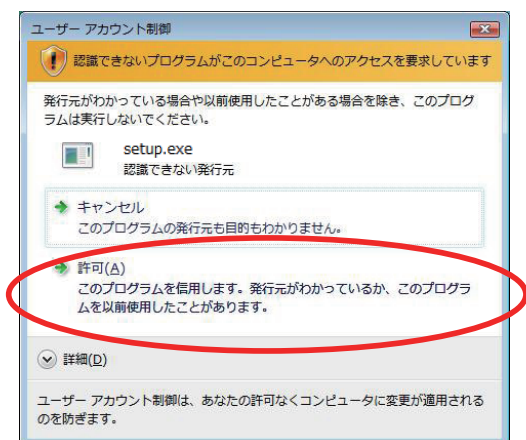 ユーザー アカウント制御
認識できないプログラムがこのコンピュータへのアクセスを要求しています
発行元がわかっている場合や以前使用したことがある場合を除き、このプログ
ラムは実行しないでください。
setup.exe
認識できない発行元
キャンセル
このプログラムの発行元も目的もわかりません。
許可(A)
このプログラムを信用します。発行元がわかっているか、このプログラ
ムを以前使用したことがあります。
詳細(D)
ユーザー アカウント制御は、あなたの許可なくコンピュータに変更が適用される
のを防ぎます。